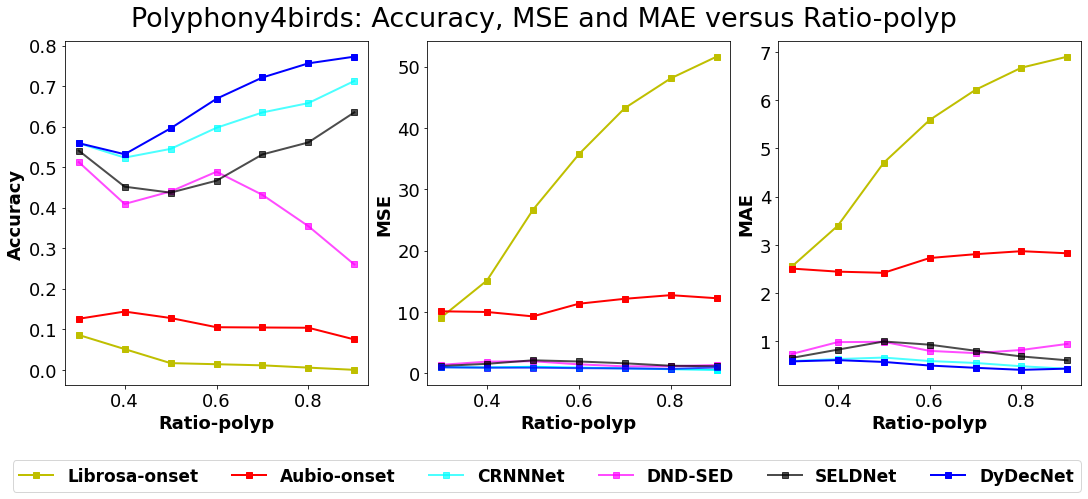 Polyphony4birds: Accuracy, MSE and MAE versus Ratio-polyp
Accuracy
0.8
0.7
0.6
0.5
0.4
0.3
0.2
0.1
0.0
0.4 0.6 0.8
Ratio-polyp
MSE
50
40
30
20
10
0
0.4 0.6 0.8
Ratio-polyp
MAE
7
6
5
4
3
2
1
0.4 0.6 0.8
Ratio-polyp
Librosa-onset Aubio-onset CRNNNet DND-SED SELDNet DyDecNet